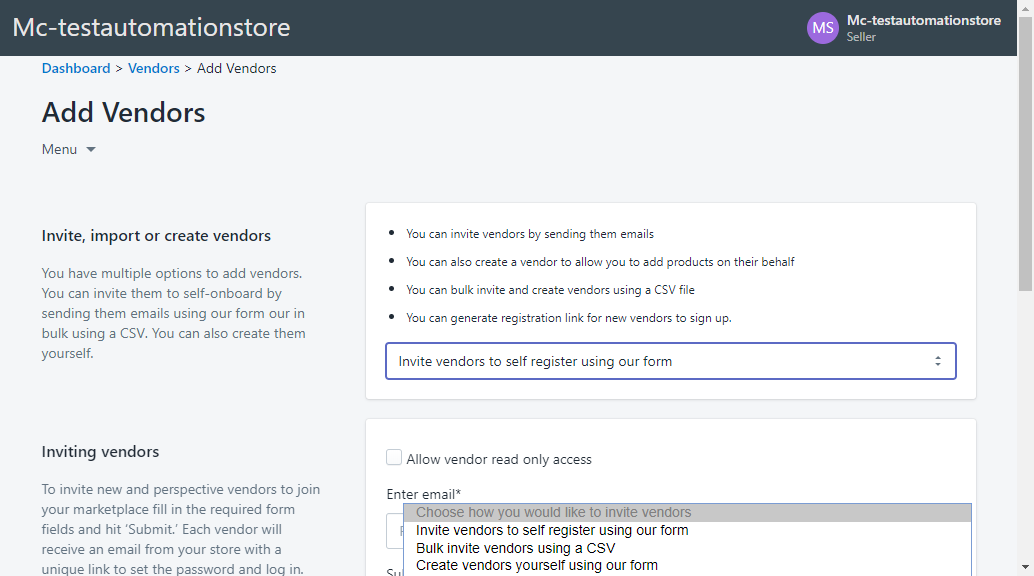 Mc-testautomationstore
MS
Mc-testautomationstore
Seller
Dashboard > Vendors > Add Vendors
Add Vendors
Menu
Invite, import or create vendors
You have multiple options to add vendors.
You can invite them to self-onboard by
sending them emails using our form our in
bulk using a CSV. You can also create them
yourself.
• You can invite vendors by sending them emails
• You can also create a vendor to allow you to add products on their behalf
• You can bulk invite and create vendors using a CSV file
• You can generate registration link for new vendors to sign up.
Invite vendors to self register using our form
Inviting vendors
To invite new and perspective vendors to join
your marketplace fill in the required form
fields and hit ‘Submit.’ Each vendor will
receive an email from your store with a
unique link to set the password and log in.
Allow vendor read only access
Enter email*
Choose how you would like to invite vendors
Invite vendors to self register using our form
Bulk invite vendors using a CSV
Create vendors yourself using our form